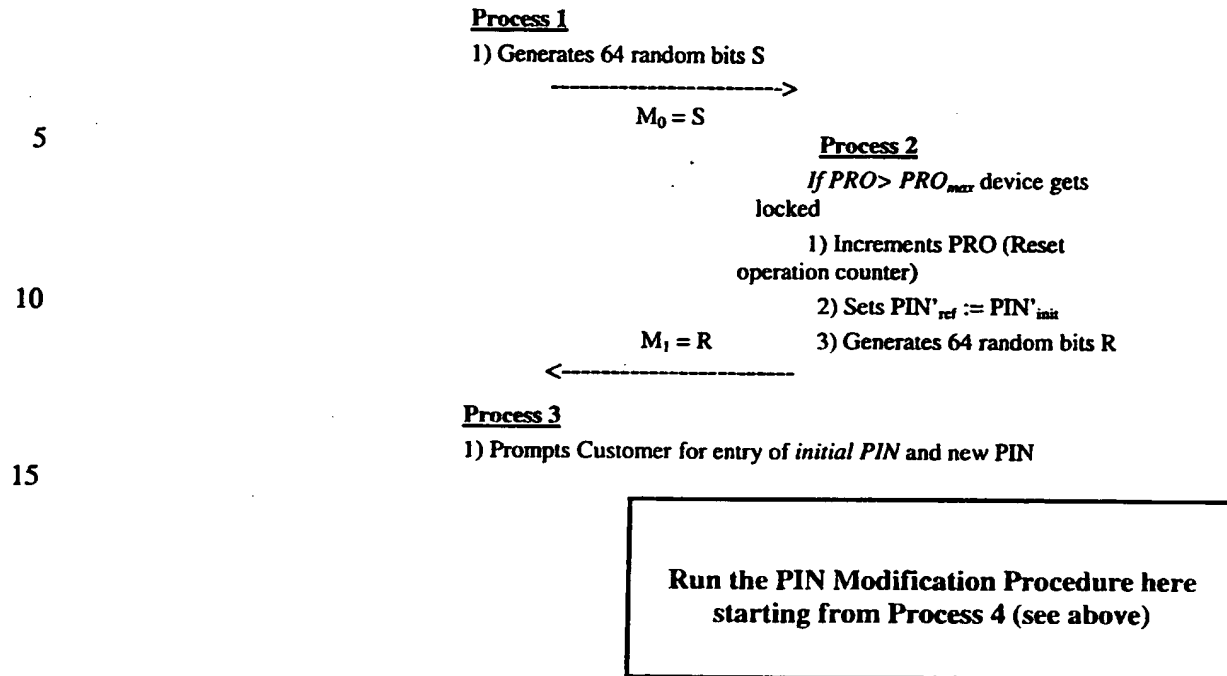 Process 1
1) Generates 64 random bits S
----------------------->
M₀ = S
5
Process 2
If PRO> PROmax device gets
locked
1) Increments PRO (Reset
operation counter)
10
2) Sets PIN'ref := PIN'init
M₁ = R
3) Generates 64 random bits R
<-----------------------
Process 3
1) Prompts Customer for entry of initial PIN and new PIN
15
Run the PIN Modification Procedure here
starting from Process 4 (see above)